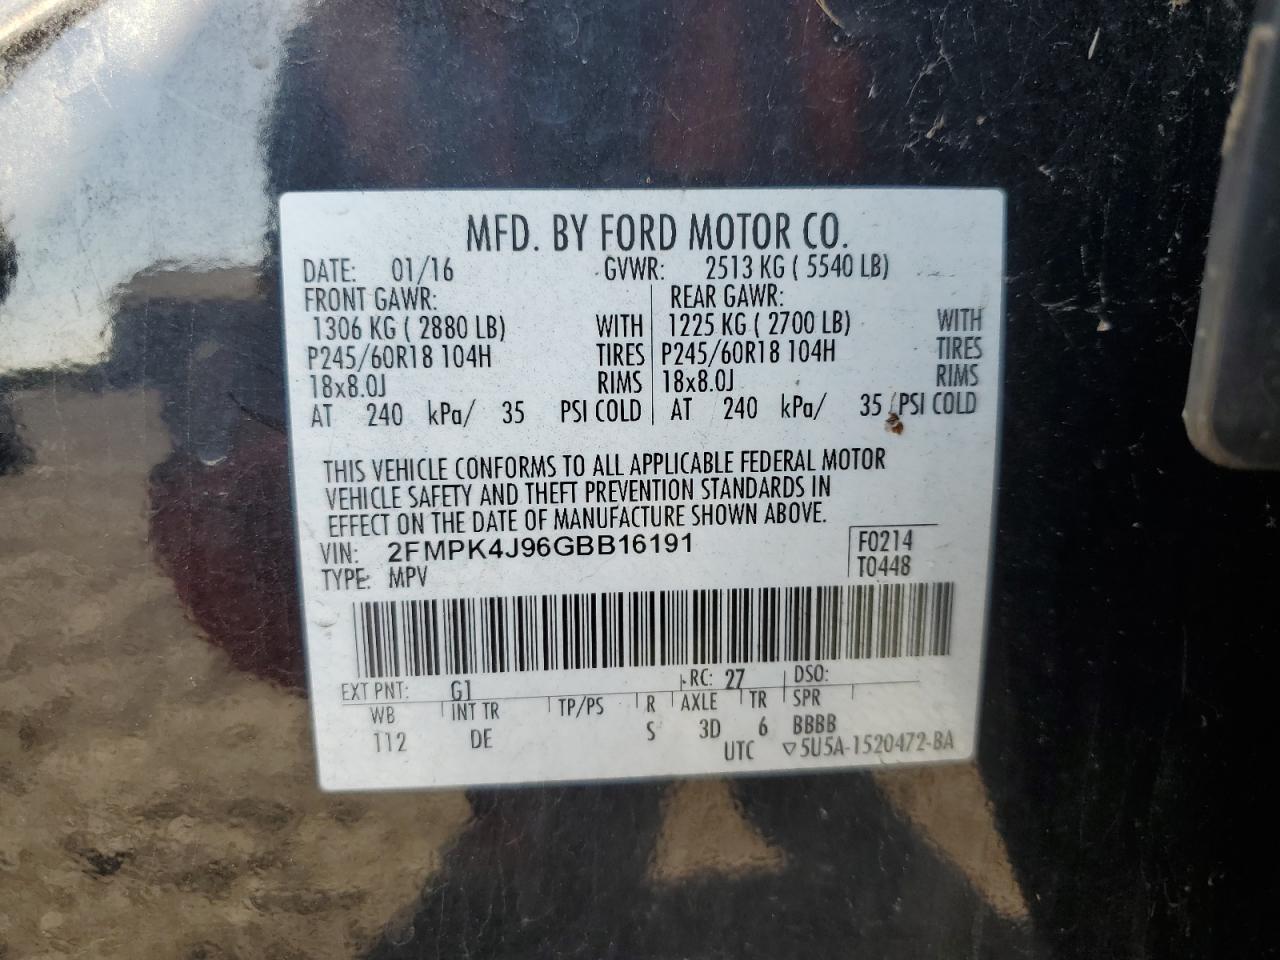 MFD. BY FORD MOTOR CO.
DATE: 01/16 GVWR: 2513 KG ( 5540 LB)
FRONT GAWR: REAR GAWR:
1306 KG ( 2880 LB) WITH 1225 KG ( 2700 LB) WITH
P245/60R18 104H TIRES P245/60R18 104H TIRES
18x8.0J RIMS 18x8.0J RIMS
AT 240 kPa/ 35 PSI COLD AT 240 kPa/ 35 PSI COLD
THIS VEHICLE CONFORMS TO ALL APPLICABLE FEDERAL MOTOR
VEHICLE SAFETY AND THEFT PREVENTION STANDARDS IN
EFFECT ON THE DATE OF MANUFACTURE SHOWN ABOVE.
VIN: 2FMPK4J96GBB16191 F0214
TYPE: MPV T0448
EXT PNT: G1 RC: 27 DSO:
WB INT TR TP/PS R AXLE TR SPR
112 DE S 3D 6 BBBB
UTC ▽5U5A-1520472-BA